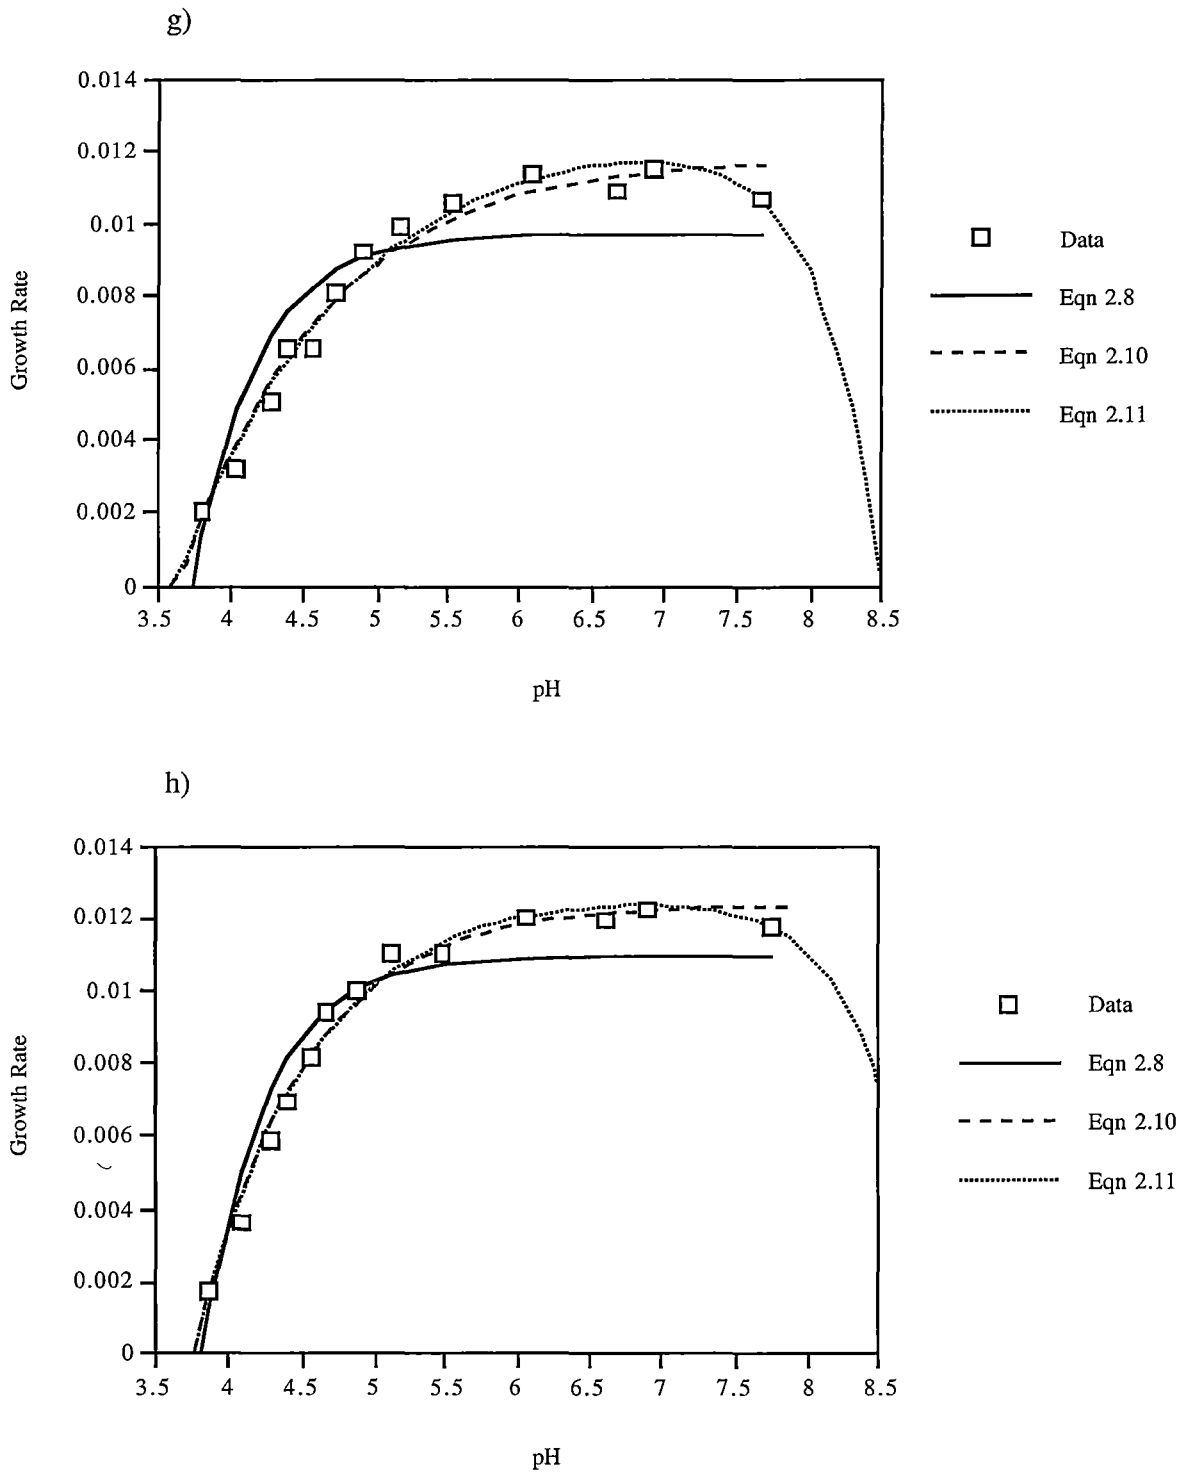 g)
0.014
0.012
0.01
0.008
0.006
0.004
0.002
0
Growth Rate
3.5 4 4.5 5 5.5 6 6.5 7 7.5 8 8.5
pH
Data
Eqn 2.8
Eqn 2.10
Eqn 2.11
h)
0.014
0.012
0.01
0.008
0.006
0.004
0.002
0
Growth Rate
3.5 4 4.5 5 5.5 6 6.5 7 7.5 8 8.5
pH
Data
Eqn 2.8
Eqn 2.10
Eqn 2.11